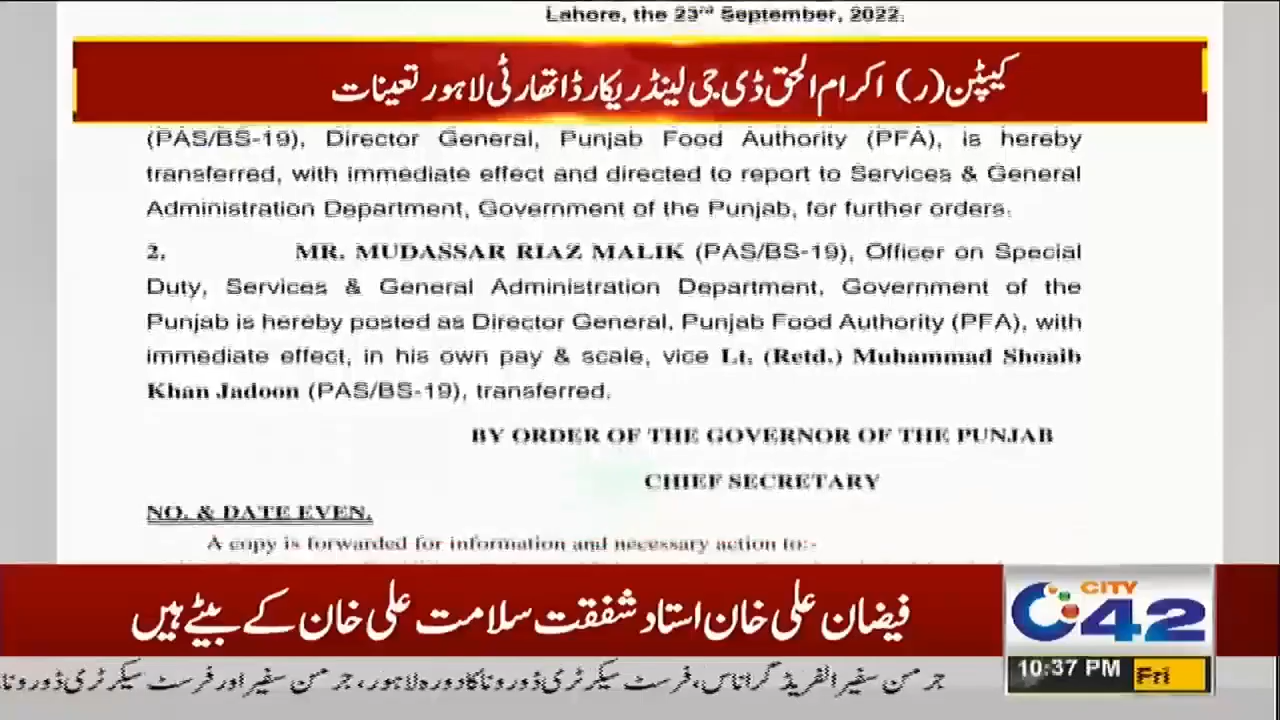 Lahore, the 23rd September, 2022.
کیپٹن(ر) اکرام الحق ڈی جی لینڈ ریکارڈ اتھارٹی لاہور تعینات
(PAS/BS-19), Director General, Punjab Food Authority (PFA), is hereby
transferred, with immediate effect and directed to report to Services & General
Administration Department, Government of the Punjab, for further orders.
2. MR. MUDASSAR RIAZ MALIK (PAS/BS-19), Officer on Special
Duty, Services & General Administration Department, Government of the
Punjab is hereby posted as Director General, Punjab Food Authority (PFA), with
immediate effect, in his own pay & scale, vice Lt. (Retd.) Muhammad Shoaib
Khan Jadoon (PAS/BS-19), transferred.
BY ORDER OF THE GOVERNOR OF THE PUNJAB
CHIEF SECRETARY
NO. & DATE EVEN.
A copy is forwarded for information and necessary action to:-
فیضان علی خان استاد شفقت سلامت علی خان کے بیٹے ہیں
CITY
42
10:37 PM Fri
جرمن سفیر الفریڈ گراناس، فرسٹ سیکرٹری ڈوروتا کا دورہ لاہور، جرمن سفیر اور فرسٹ سیکرٹری ڈوروتا